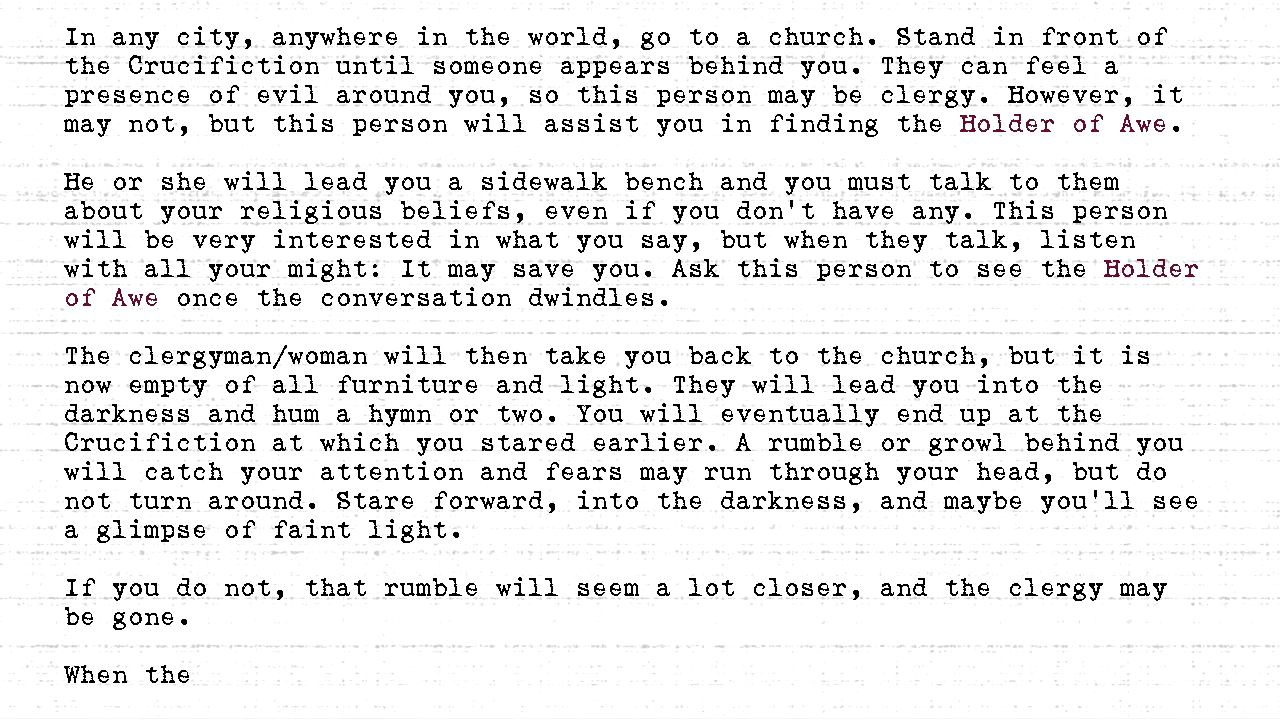 In any city, anywhere in the world, go to a church. Stand in front of
the Crucifiction until someone appears behind you. They can feel a
presence of evil around you, so this person may be clergy. However, it
may not, but this person will assist you in finding the Holder of Awe.
He or she will lead you a sidewalk bench and you must talk to them
about your religious beliefs, even if you don't have any. This person
will be very interested in what you say, but when they talk, listen
with all your might: It may save you. Ask this person to see the Holder
of Awe once the conversation dwindles.
The clergyman/woman will then take you back to the church, but it is
now empty of all furniture and light. They will lead you into the
darkness and hum a hymn or two. You will eventually end up at the
Crucifiction at which you stared earlier. A rumble or growl behind you
will catch your attention and fears may run through your head, but do
not turn around. Stare forward, into the darkness, and maybe you'll see
a glimpse of faint light.
If you do not, that rumble will seem a lot closer, and the clergy may
be gone.
When the